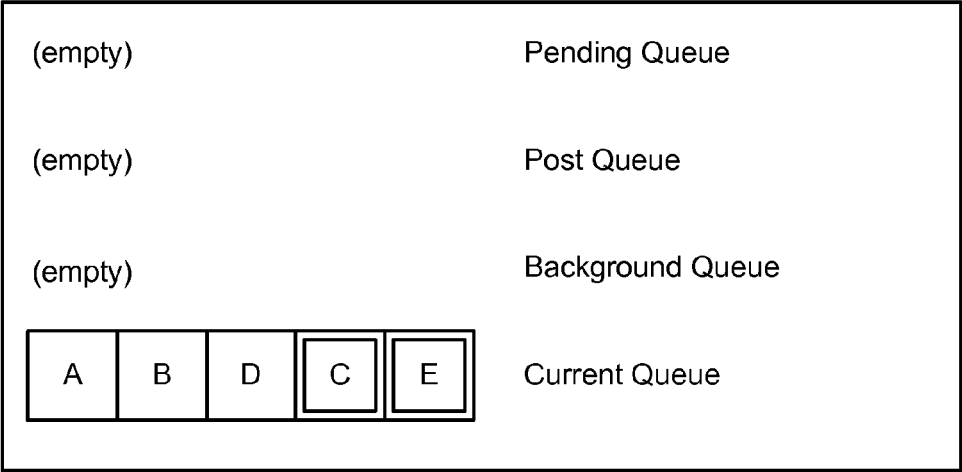 (empty) Pending Queue
(empty) Post Queue
(empty) Background Queue
A B D C E Current Queue